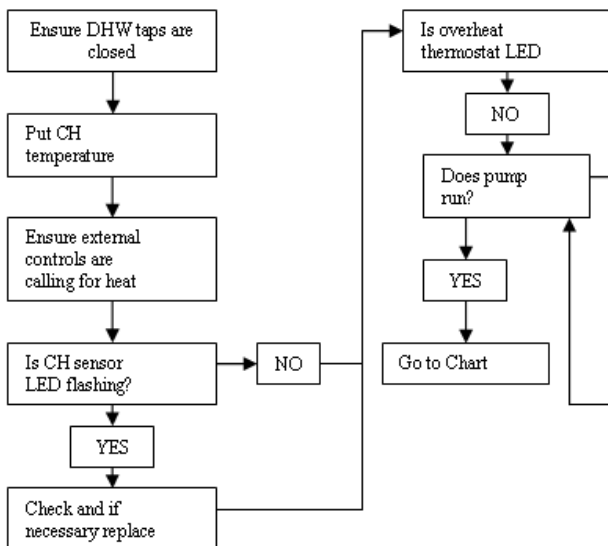 Ensure DHW taps are
closed
Put CH
temperature
Ensure external
controls are
calling for heat
Is CH sensor
LED flashing?
NO
YES
Check and if
necessary replace
Is overheat
thermostat LED
NO
Does pump
run?
YES
Go to Chart